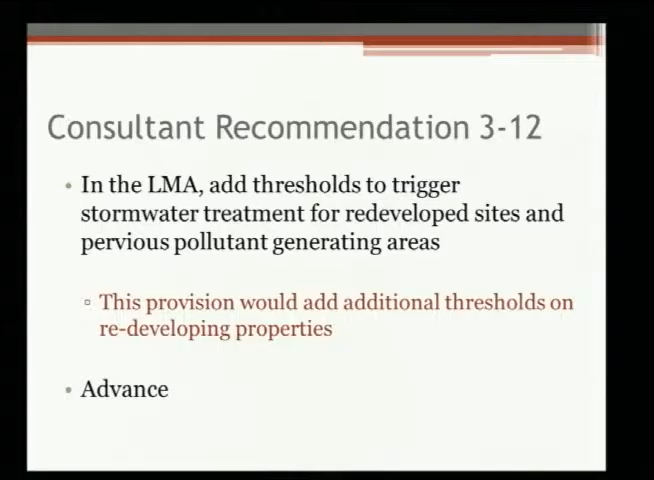 Consultant Recommendation 3-12
• In the LMA, add thresholds to trigger
stormwater treatment for redeveloped sites and
pervious pollutant generating areas
▫ This provision would add additional thresholds on
re-developing properties
• Advance